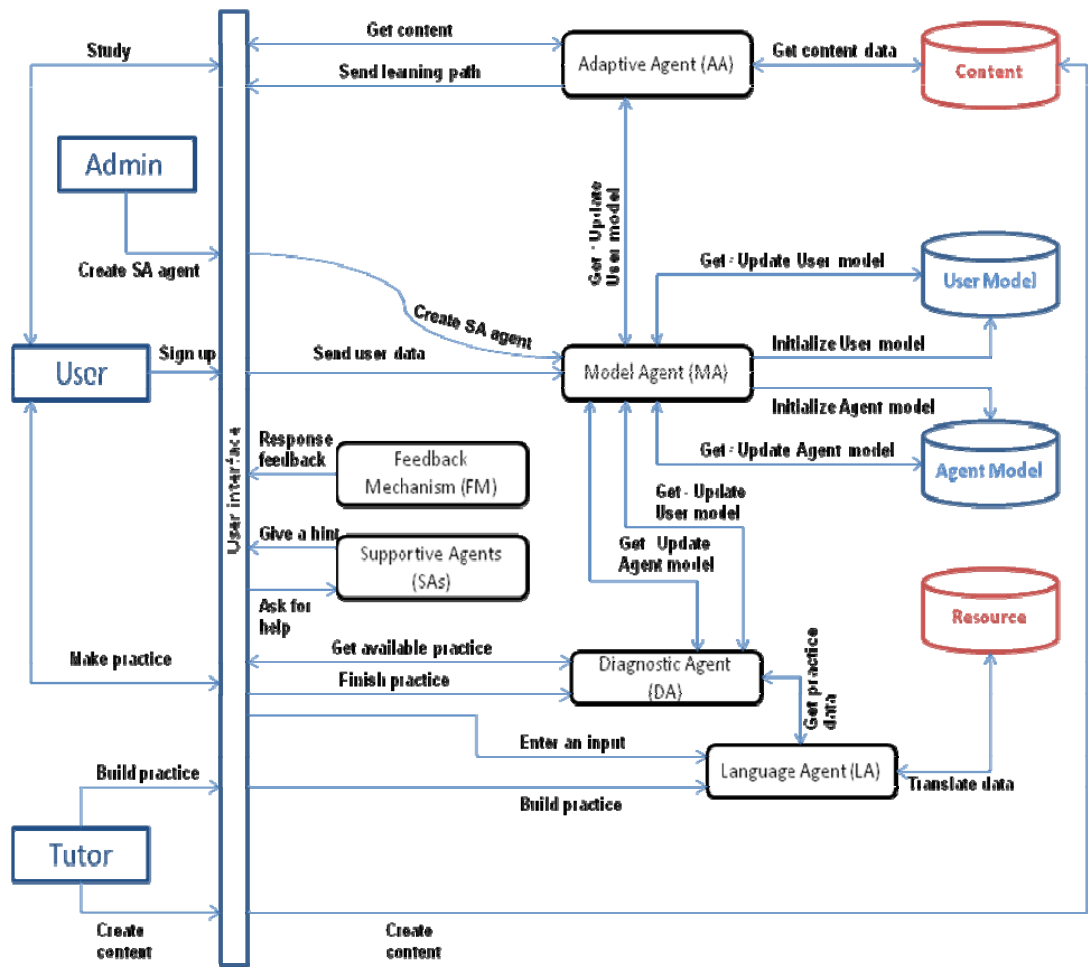 Get content
Study
Adaptive Agent (AA)
Get content data
Content
Send learning path
Admin
Get - Update
User model
Create SA agent
Get - Update User model
User Model
Create SA agent
Sign up
Send user data
Initialize User model
User
Model Agent (MA)
Initialize Agent model
Response
feedback
Feedback
Mechanism (FM)
Get - Update Agent model
Agent Model
User interface
Get - Update
User model
Give a hint
Supportive Agents
(SAs)
Get - Update
Agent model
Ask for
help
Resource
Make practice
Get available practice
Diagnostic Agent
(DA)
Get practice
data
Finish practice
Enter an input
Language Agent (LA)
Translate data
Build practice
Build practice
Tutor
Create
content
Create
content